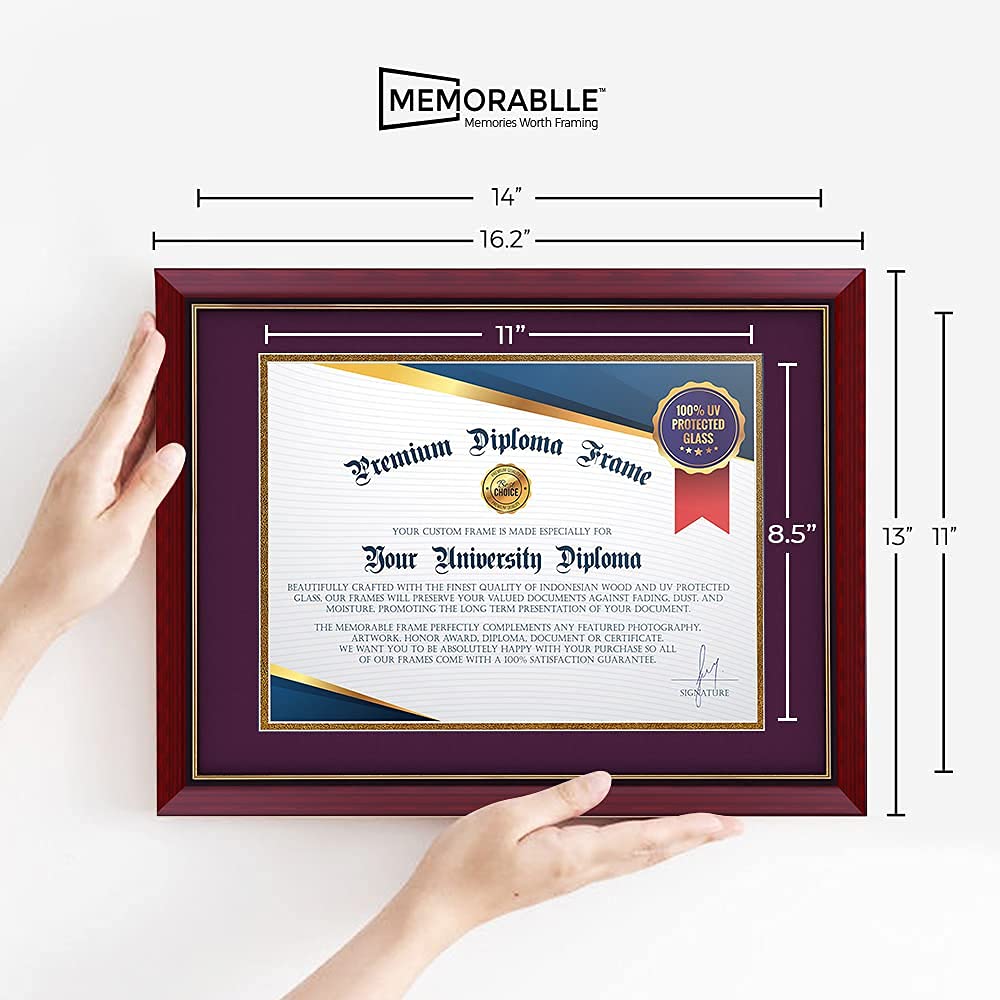 MEMORABLLE™
Memories Worth Framing
14"
16.2"
11"
100% UV
PROTECTED
GLASS
Premium Diploma Frame
CHOICE
YOUR CUSTOM FRAME IS MADE ESPECIALLY FOR
Your University Diploma
8.5"
13"
11"
BEAUTIFULLY CRAFTED WITH THE FINEST QUALITY OF INDONESIAN WOOD AND UV PROTECTED
GLASS, OUR FRAMES WILL PRESERVE YOUR VALUED DOCUMENTS AGAINST FADING, DUST, AND
MOISTURE, PROMOTING THE LONG TERM PRESENTATION OF YOUR DOCUMENT.
THE MEMORABLE FRAME PERFECTLY COMPLEMENTS ANY FEATURED PHOTOGRAPHY,
ARTWORK, HONOR AWARD, DIPLOMA, DOCUMENT OR CERTIFICATE.
WE WANT YOU TO BE ABSOLUTELY HAPPY WITH YOUR PURCHASE SO ALL
OF OUR FRAMES COME WITH A 100% SATISFACTION GUARANTEE.
SIGNATURE